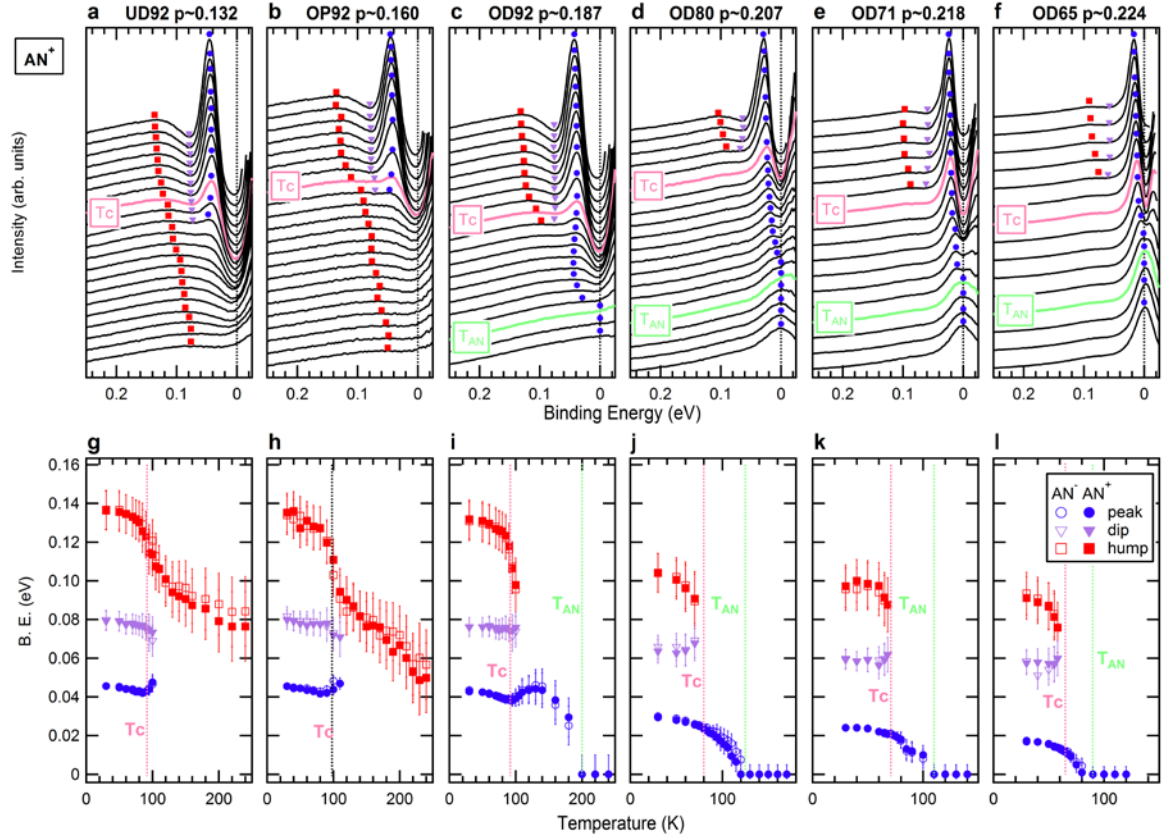 UD92 p~0.132 OP92 p~0.160 OD92 p~0.187 OD80 p~0.207 OD71 p~0.218 OD65 p~0.224
a b c d e f
AN+
Intensity (arb. units)
Tc Tc Tc Tc Tc Tc
TAN TAN TAN TAN
0.2 0.1 0 0.2 0.1 0 0.2 0.1 0 0.2 0.1 0 0.2 0.1 0 0.2 0.1 0
Binding Energy (eV)
g h i j k l
0.16
0.14
0.12
0.10
0.08
0.06
0.04
0.02
0
B. E. (eV)
AN- AN+
peak
dip
hump
Tc Tc Tc Tc Tc Tc
TAN TAN TAN TAN
0 100 200 0 100 200 0 100 200 0 100 0 100 0 100
Temperature (K)